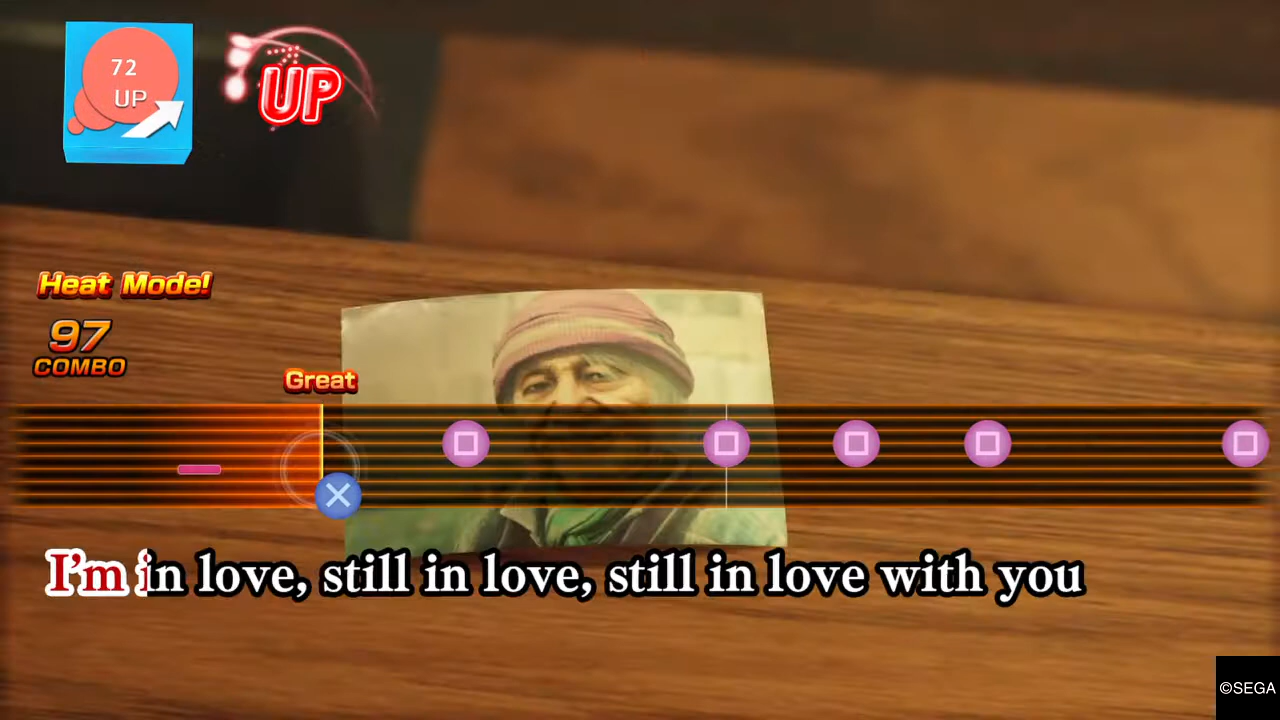 72
UP
UP
Heat Mode!
97
COMBO
Great
I'm in love, still in love, still in love with you
©SEGA